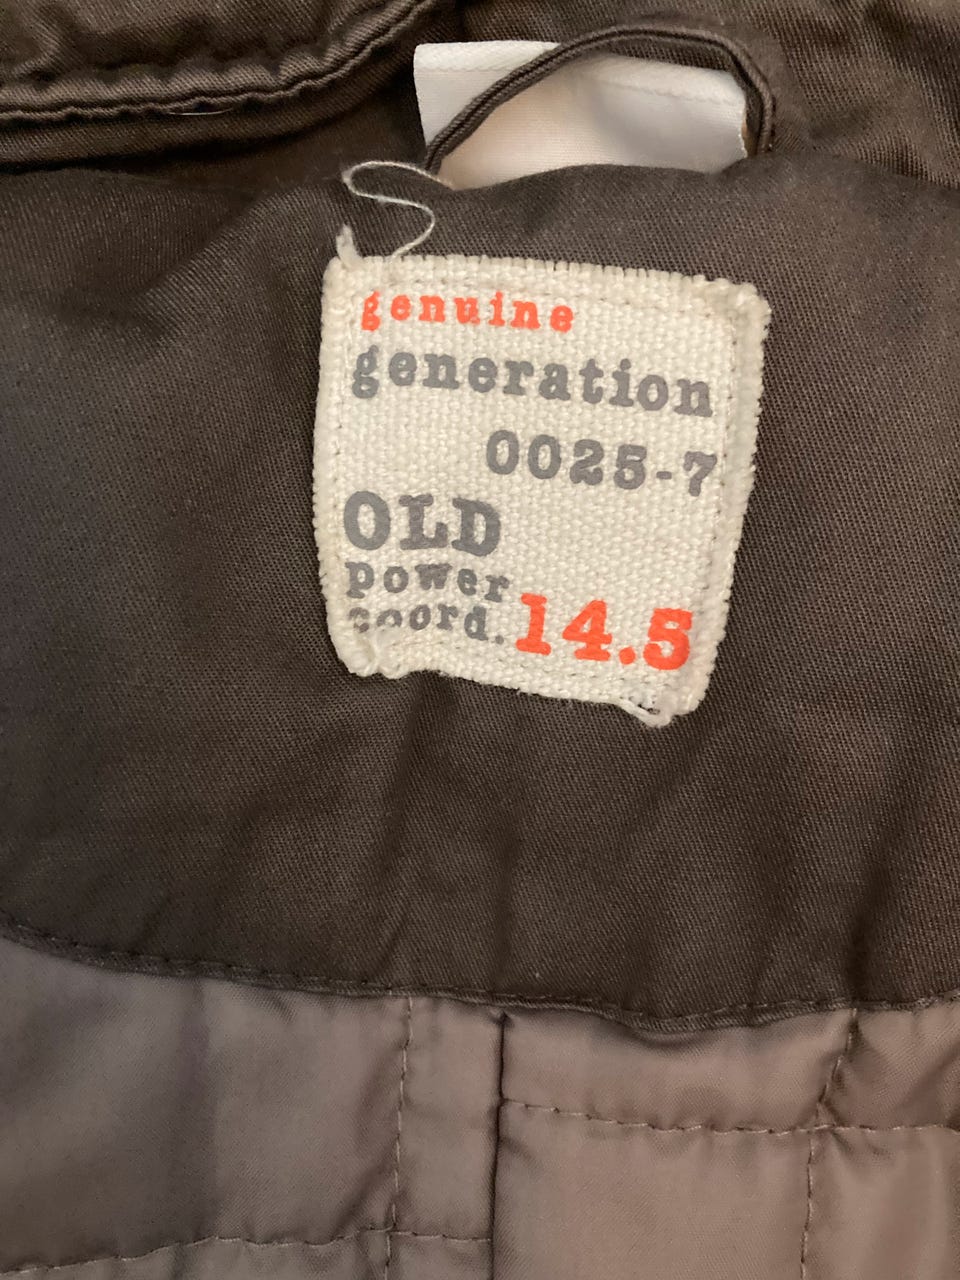 genuine
generation
0025-7
OLD
power
coord.
14.5